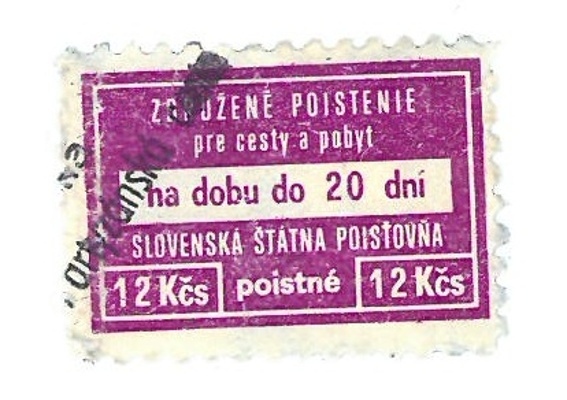 ZDRUŽENÉ POISTENIE
pre cesty a pobyt
na dobu do 20 dní
SLOVENSKÁ ŠTÁTNA POISŤOVŇA
12 Kčs poistné 12 Kčs